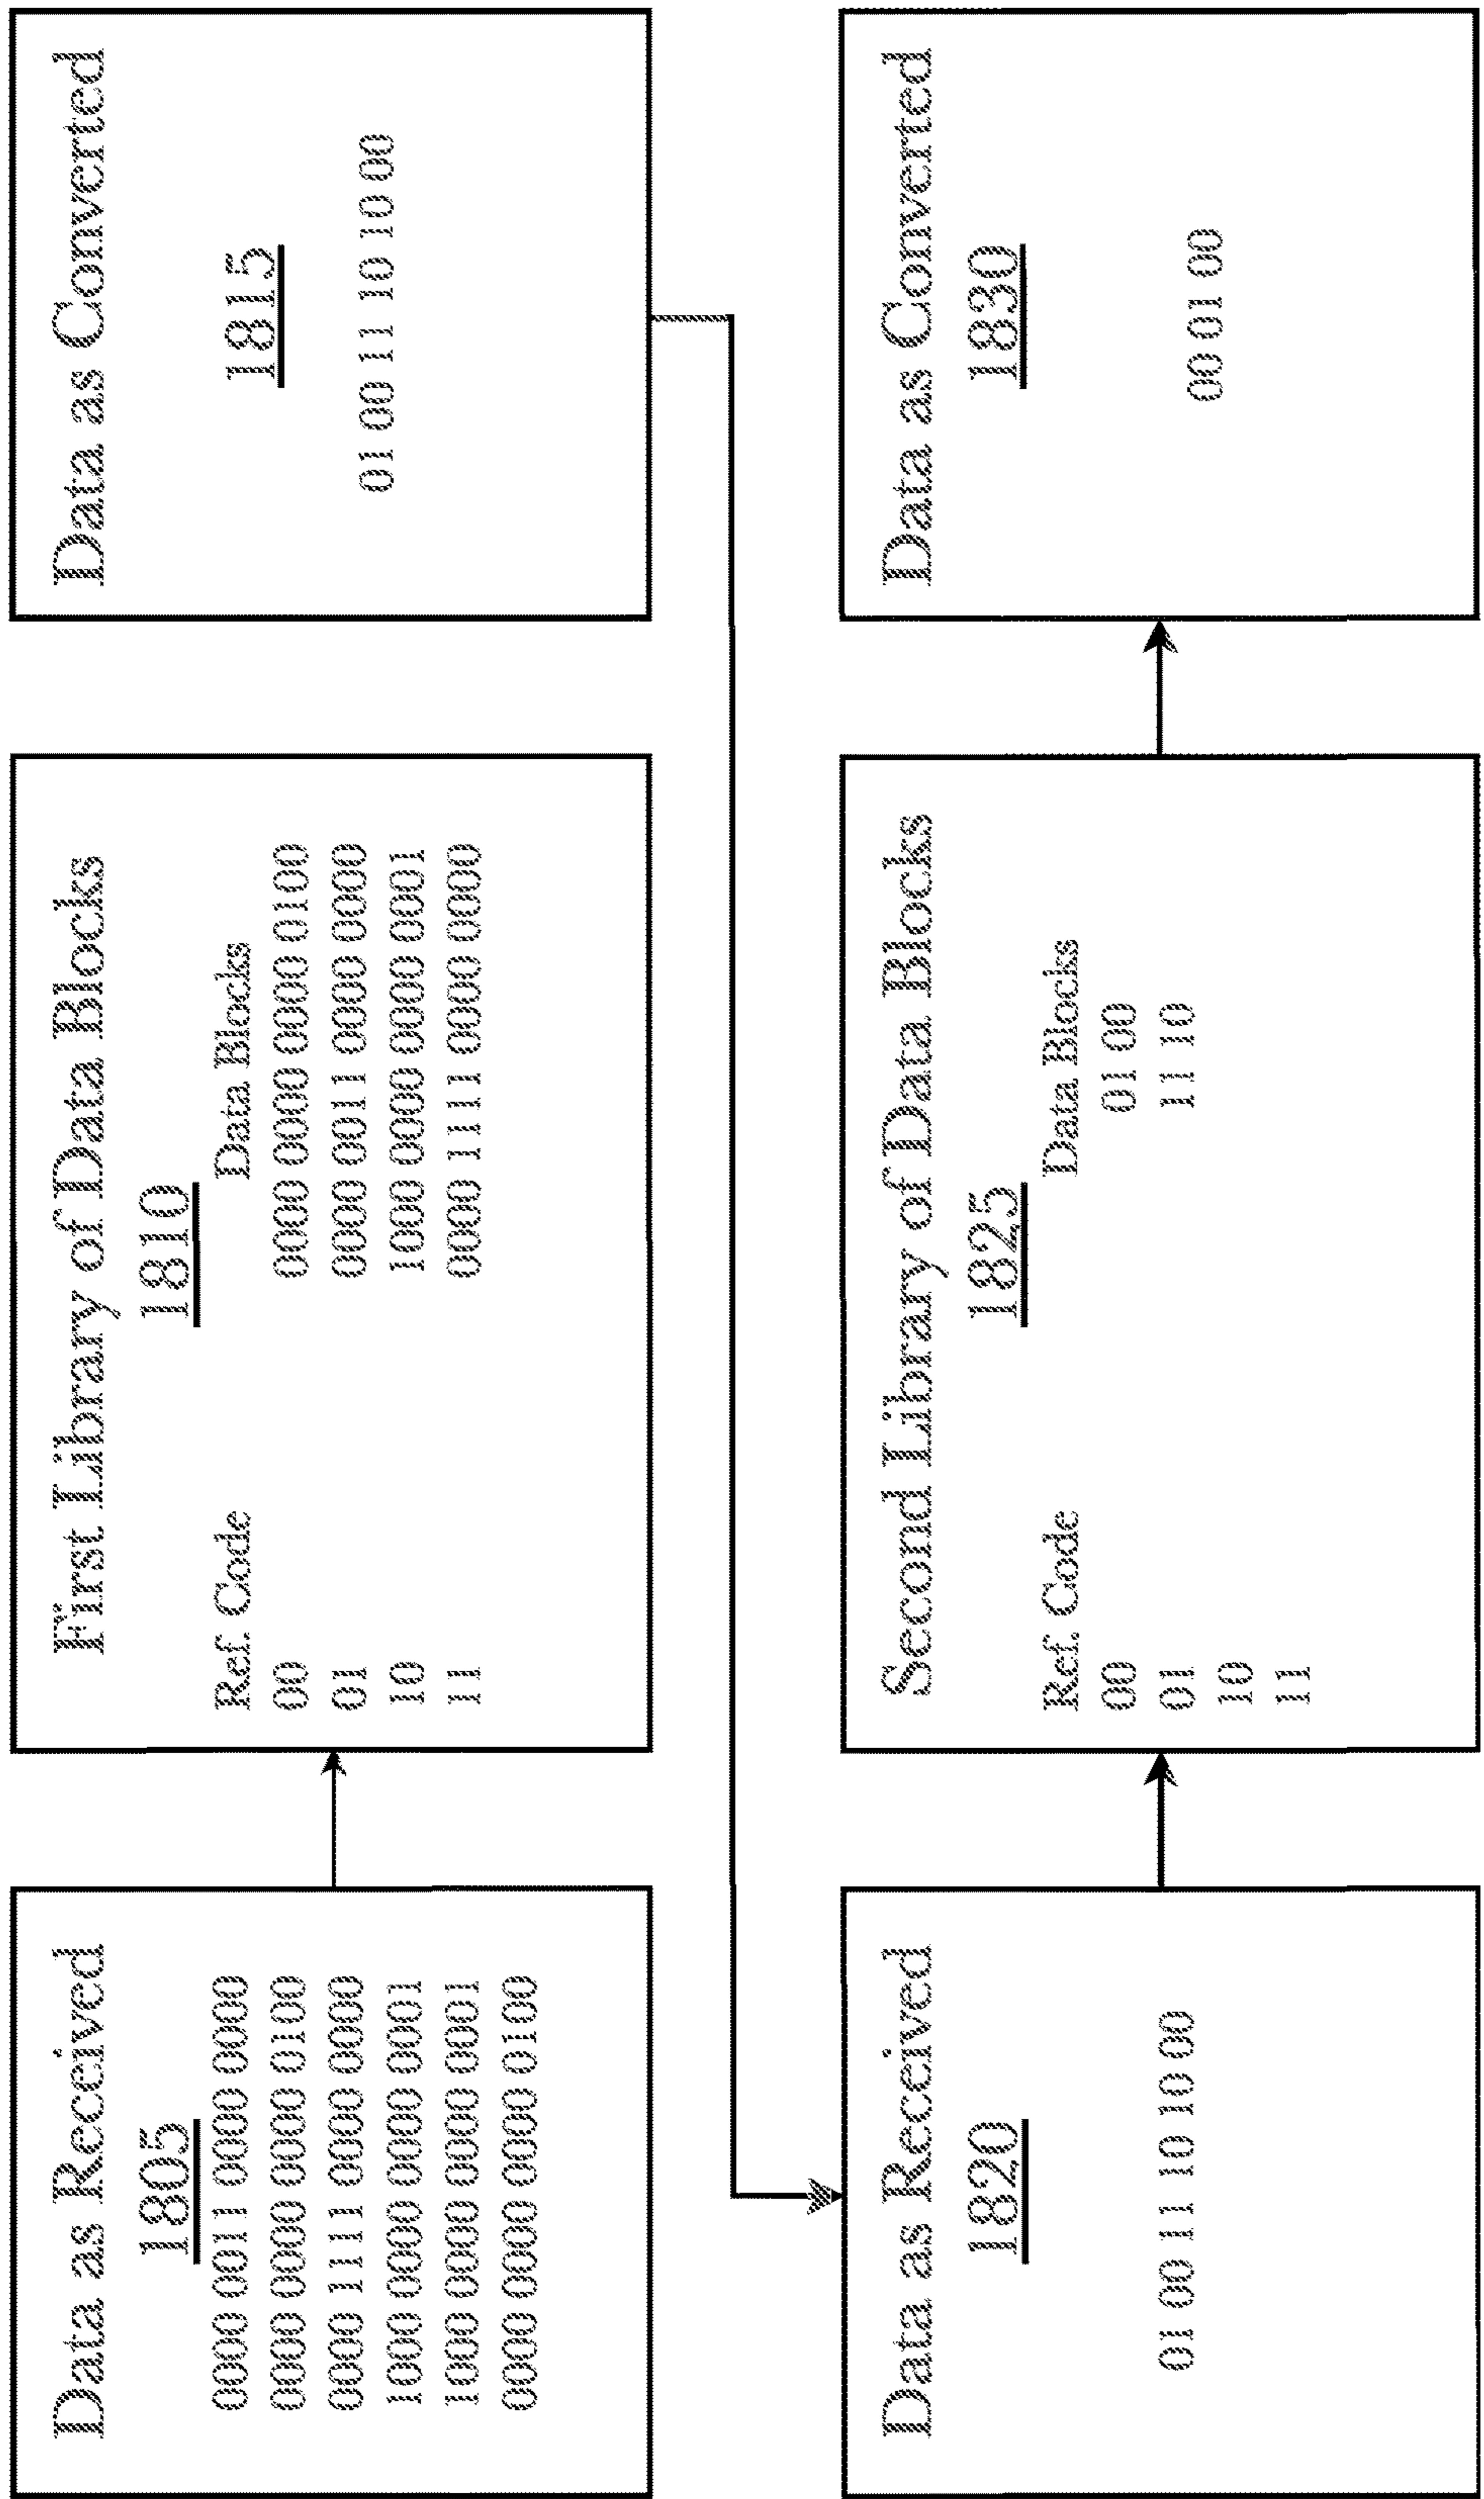 Data as Received
1805
0000 0011 0000 0000
0000 0000 0000 0100
0000 1111 0000 0000
1000 0000 0000 0001
1000 0000 0000 0001
0000 0000 0000 0100
First Library of Data Blocks
1810
Ref. Code Data Blocks
00 0000 0000 0000 0100
01 0000 0011 0000 0000
10 1000 0000 0000 0001
11 0000 1111 0000 0000
Data as Converted
1815
01 00 11 10 10 00
Data as Received
1820
01 00 11 10 10 00
Second Library of Data Blocks
1825
Ref. Code Data Blocks
00 01 00
01 11 10
10
11
Data as Converted
1830
00 01 00